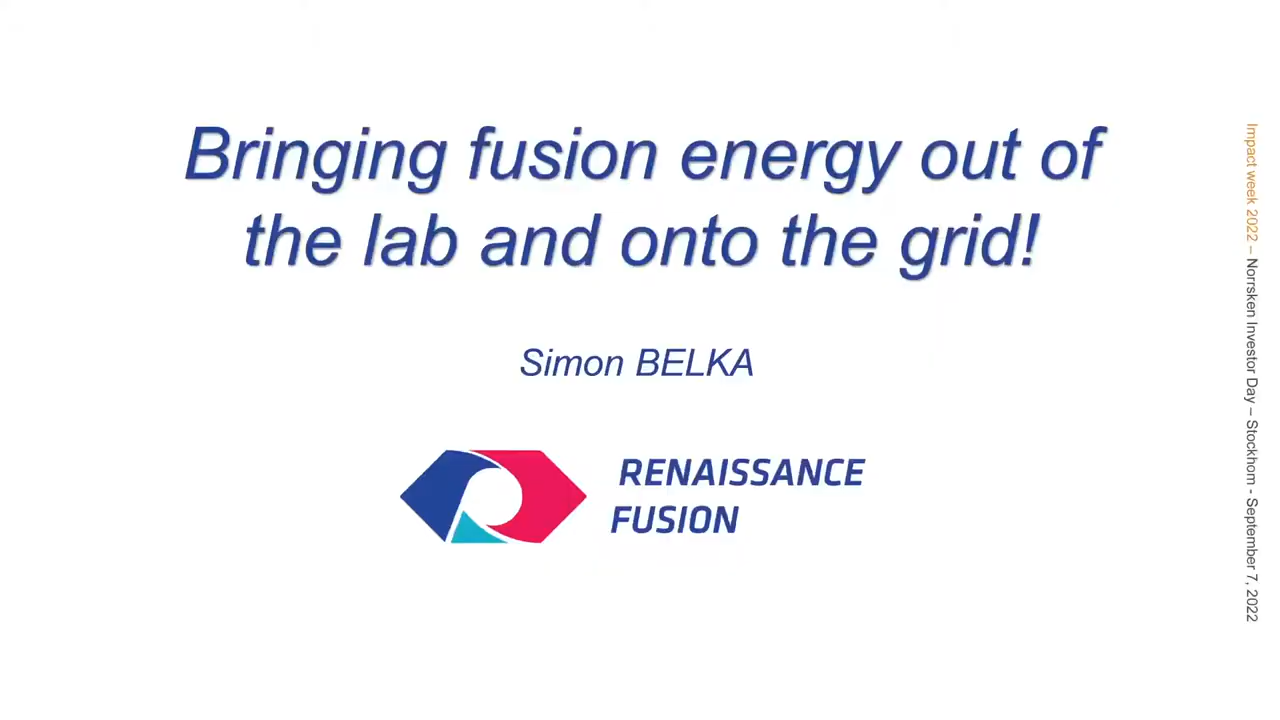 Bringing fusion energy out of
the lab and onto the grid!
Simon BELKA
RENAISSANCE
FUSION
Impact week 2022 – Norrsken Investor Day – Stockhom - September 7, 2022